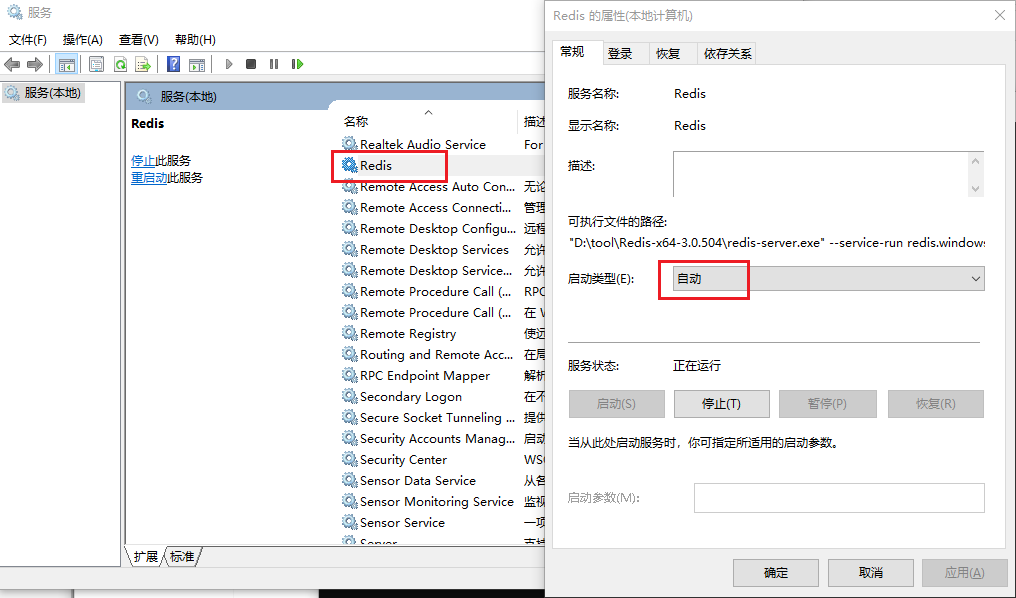 服务
文件(F) 操作(A) 查看(V) 帮助(H)
服务(本地)
服务(本地)
Redis
停止此服务
重启动此服务
名称 描述
Realtek Audio Service For
Redis
Remote Access Auto Con... 无论
Remote Access Connecti... 管理
Remote Desktop Configu... 远程
Remote Desktop Services 允许
Remote Desktop Service... 允许
Remote Procedure Call (... RPC
Remote Procedure Call (... 在 W
Remote Registry 使远
Routing and Remote Acc... 在局
RPC Endpoint Mapper 解析
Secondary Logon 在不
Secure Socket Tunneling ... 提供
Security Accounts Manag... 启动
Security Center WS
Sensor Data Service 从各
Sensor Monitoring Service 监视
Sensor Service 一项
Server 支持
扩展 标准
Redis 的属性(本地计算机)
常规 登录 恢复 依存关系
服务名称: Redis
显示名称: Redis
描述:
可执行文件的路径:
"D:\tool\Redis-x64-3.0.504\redis-server.exe" --service-run redis.windows
启动类型(E): 自动
服务状态: 正在运行
启动(S) 停止(T) 暂停(P) 恢复(R)
当从此处启动服务时，你可指定所适用的启动参数。
启动参数(M):
确定 取消 应用(A)